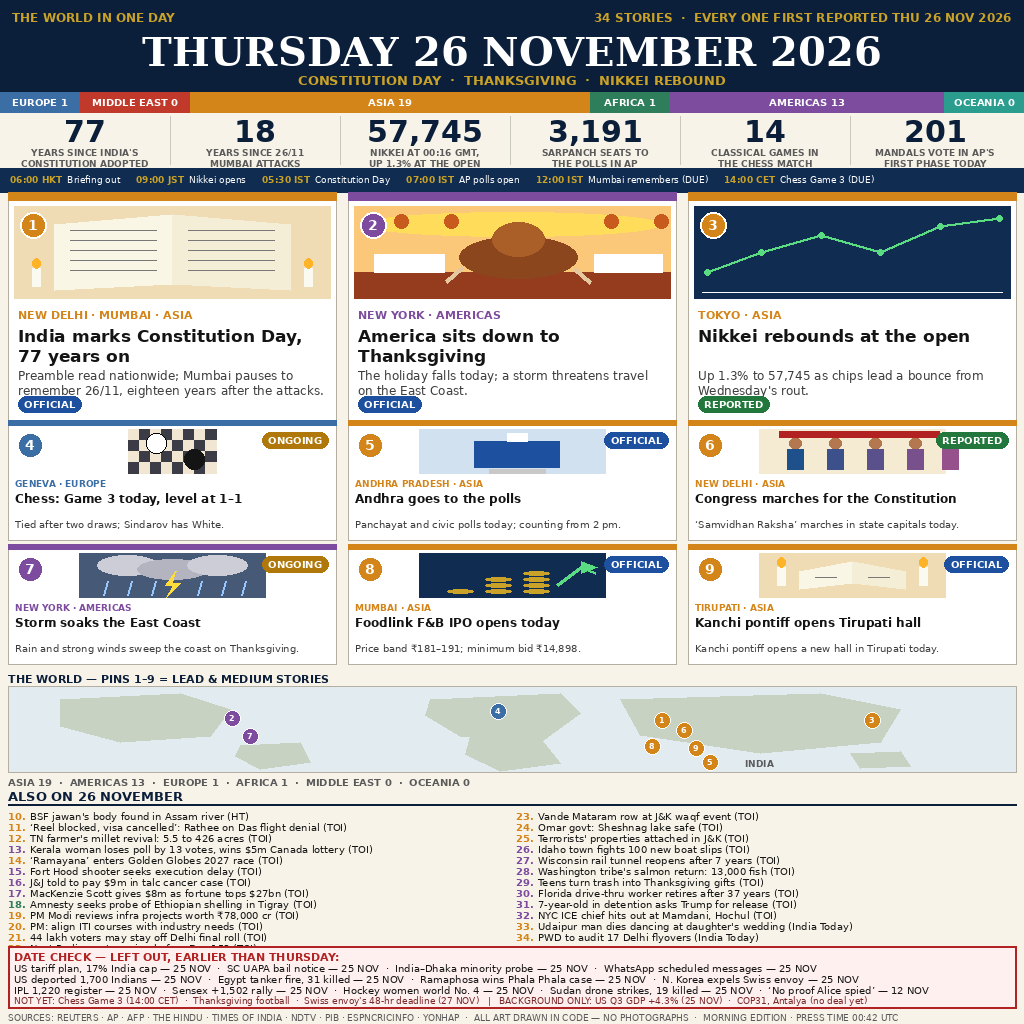 THE WORLD IN ONE DAY
34 STORIES · EVERY ONE FIRST REPORTED THU 26 NOV 2026
THURSDAY 26 NOVEMBER 2026
CONSTITUTION DAY · THANKSGIVING · NIKKEI REBOUND
EUROPE 1
MIDDLE EAST 0
ASIA 19
AFRICA 1
AMERICAS 13
OCEANIA 0
77
YEARS SINCE INDIA'S
CONSTITUTION ADOPTED
18
YEARS SINCE 26/11
MUMBAI ATTACKS
57,745
NIKKEI AT 00:16 GMT,
UP 1.3% AT THE OPEN
3,191
SARPANCH SEATS TO
THE POLLS IN AP
14
CLASSICAL GAMES IN
THE CHESS MATCH
201
MANDALS VOTE IN AP'S
FIRST PHASE TODAY
06:00 HKT Briefing out 09:00 JST Nikkei opens 05:30 IST Constitution Day 07:00 IST AP polls open 12:00 IST Mumbai remembers (DUE) 14:00 CET Chess Game 3 (DUE)
1
NEW DELHI · MUMBAI · ASIA
India marks Constitution Day,
77 years on
Preamble read nationwide; Mumbai pauses to
remember 26/11, eighteen years after the attacks.
OFFICIAL
2
NEW YORK · AMERICAS
America sits down to
Thanksgiving
The holiday falls today; a storm threatens travel
on the East Coast.
OFFICIAL
3
TOKYO · ASIA
Nikkei rebounds at the open
Up 1.3% to 57,745 as chips lead a bounce from
Wednesday's rout.
REPORTED
4
ONGOING
GENEVA · EUROPE
Chess: Game 3 today, level at 1–1
Tied after two draws; Sindarov has White.
5
OFFICIAL
ANDHRA PRADESH · ASIA
Andhra goes to the polls
Panchayat and civic polls today; counting from 2 pm.
6
REPORTED
NEW DELHI · ASIA
Congress marches for the Constitution
‘Samvidhan Raksha’ marches in state capitals today.
7
ONGOING
NEW YORK · AMERICAS
Storm soaks the East Coast
Rain and strong winds sweep the coast on Thanksgiving.
8
OFFICIAL
MUMBAI · ASIA
Foodlink F&B IPO opens today
Price band ₹181–191; minimum bid ₹14,898.
9
OFFICIAL
TIRUPATI · ASIA
Kanchi pontiff opens Tirupati hall
Kanchi pontiff opens a new hall in Tirupati today.
THE WORLD — PINS 1–9 = LEAD & MEDIUM STORIES
2
7
4
1
6
8
9
5
3
INDIA
ASIA 19 · AMERICAS 13 · EUROPE 1 · AFRICA 1 · MIDDLE EAST 0 · OCEANIA 0
ALSO ON 26 NOVEMBER
10. BSF jawan's body found in Assam river (HT)
11. ‘Reel blocked, visa cancelled’: Rathee on Das flight denial (TOI)
12. TN farmer's millet revival: 5.5 to 426 acres (TOI)
13. Kerala woman loses poll by 13 votes, wins $5m Canada lottery (TOI)
14. ‘Ramayana’ enters Golden Globes 2027 race (TOI)
15. Fort Hood shooter seeks execution delay (TOI)
16. J&J told to pay $9m in talc cancer case (TOI)
17. MacKenzie Scott gives $8m as fortune tops $27bn (TOI)
18. Amnesty seeks probe of Ethiopian shelling in Tigray (TOI)
19. PM Modi reviews infra projects worth ₹78,000 cr (TOI)
20. PM: align ITI courses with industry needs (TOI)
21. 44 lakh voters may stay off Delhi final roll (TOI)
23. Vande Mataram row at J&K waqf event (TOI)
24. Omar govt: Sheshnag lake safe (TOI)
25. Terrorists' properties attached in J&K (TOI)
26. Idaho town fights 100 new boat slips (TOI)
27. Wisconsin rail tunnel reopens after 7 years (TOI)
28. Washington tribe's salmon return: 13,000 fish (TOI)
29. Teens turn trash into Thanksgiving gifts (TOI)
30. Florida drive-thru worker retires after 37 years (TOI)
31. 7-year-old in detention asks Trump for release (TOI)
32. NYC ICE chief hits out at Mamdani, Hochul (TOI)
33. Udaipur man dies dancing at daughter's wedding (India Today)
34. PWD to audit 17 Delhi flyovers (India Today)
DATE CHECK — LEFT OUT, EARLIER THAN THURSDAY:
US tariff plan, 17% India cap — 25 NOV · SC UAPA bail notice — 25 NOV · India–Dhaka minority probe — 25 NOV · WhatsApp scheduled messages — 25 NOV
US deported 1,700 Indians — 25 NOV · Egypt tanker fire, 31 killed — 25 NOV · Ramaphosa wins Phala Phala case — 25 NOV · N. Korea expels Swiss envoy — 25 NOV
IPL 1,220 register — 25 NOV · Sensex +1,502 rally — 25 NOV · Hockey women world No. 4 — 25 NOV · Sudan drone strikes, 19 killed — 25 NOV · ‘No proof Alice spied’ — 12 NOV
NOT YET: Chess Game 3 (14:00 CET) · Thanksgiving football · Swiss envoy's 48-hr deadline (27 NOV) | BACKGROUND ONLY: US Q3 GDP +4.3% (25 NOV) · COP31, Antalya (no deal yet)
SOURCES: REUTERS · AP · AFP · THE HINDU · TIMES OF INDIA · NDTV · PIB · ESPNCRICINFO · YONHAP · ALL ART DRAWN IN CODE — NO PHOTOGRAPHS · MORNING EDITION · PRESS TIME 00:42 UTC